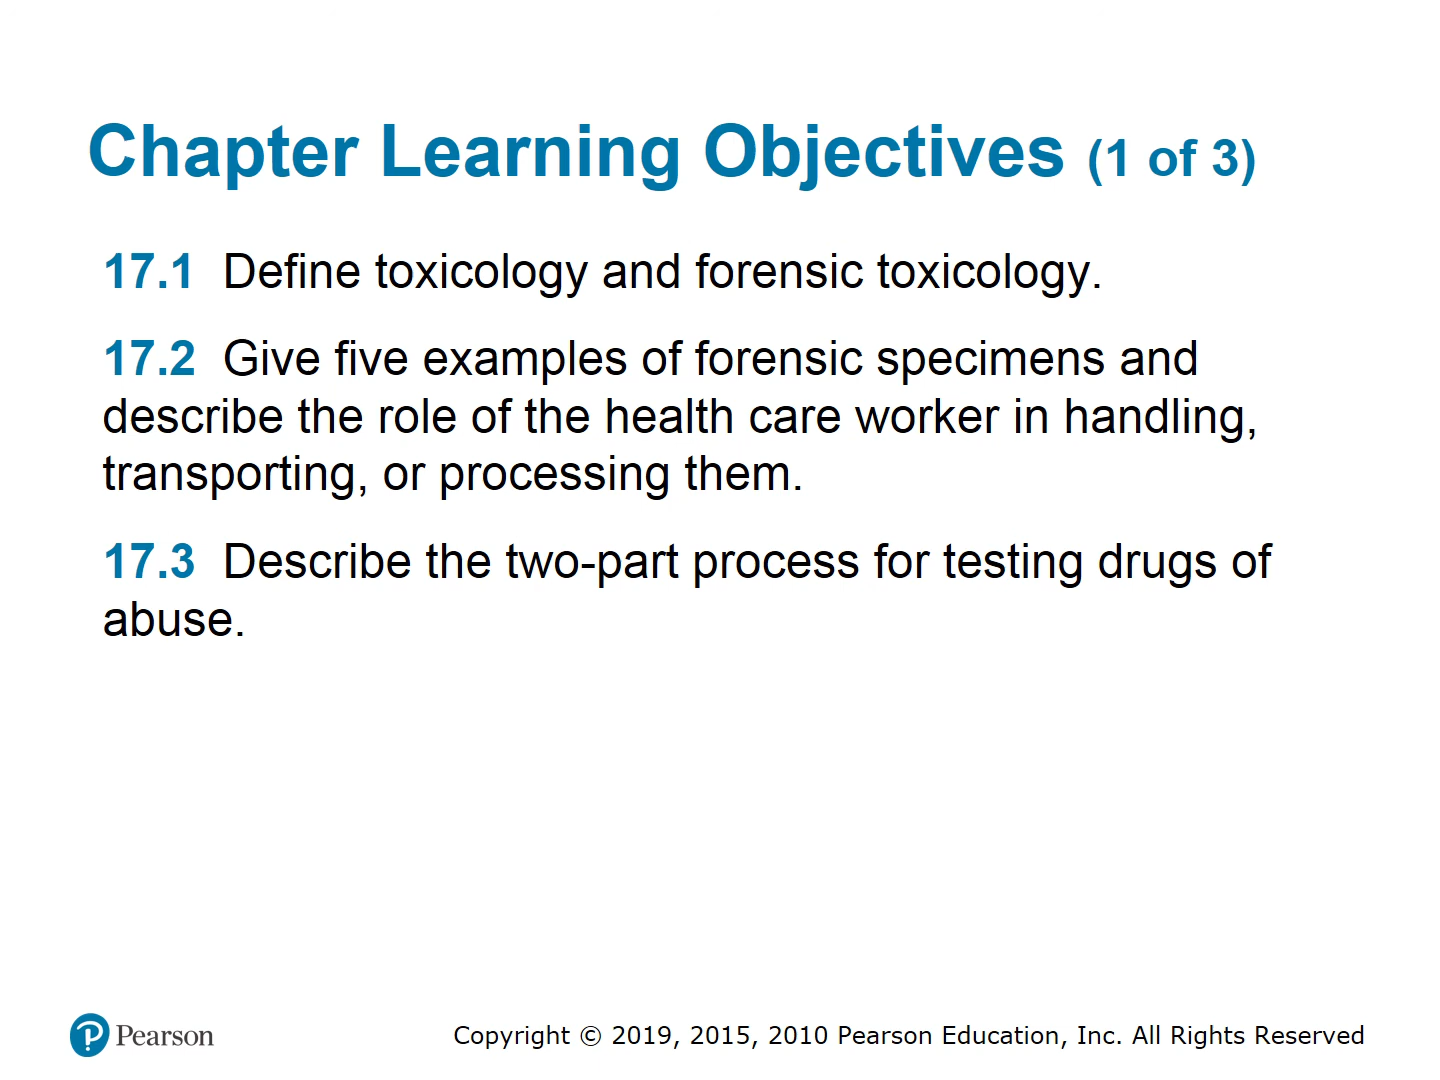 Chapter Learning Objectives (1 of 3)
17.1 Define toxicology and forensic toxicology.
17.2 Give five examples of forensic specimens and
describe the role of the health care worker in handling,
transporting, or processing them.
17.3 Describe the two-part process for testing drugs of
abuse.
Pearson
Copyright © 2019, 2015, 2010 Pearson Education, Inc. All Rights Reserved